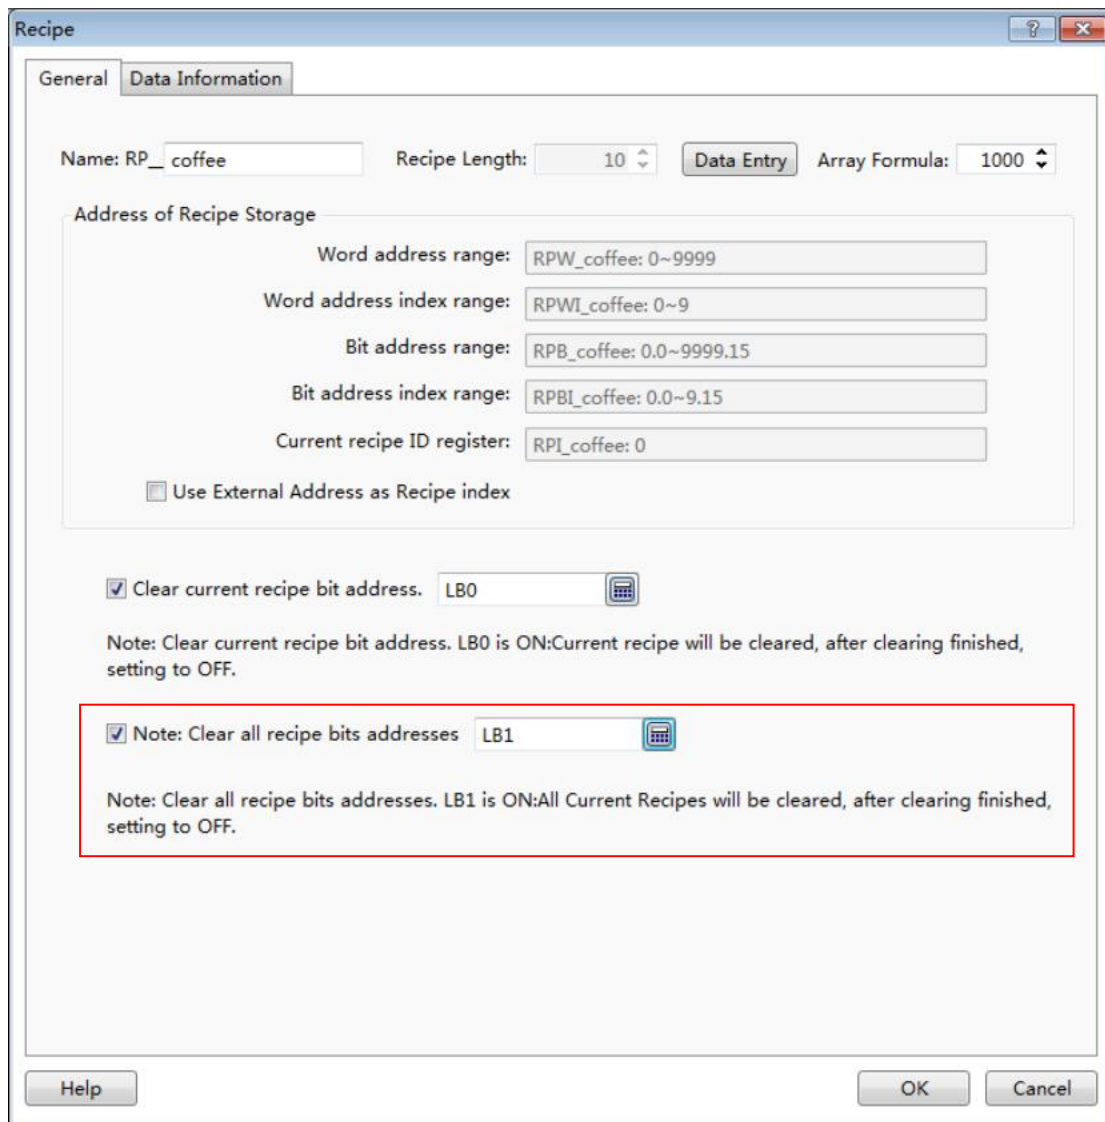 Recipe
General Data Information
Name: RP__ coffee Recipe Length: 10 Data Entry Array Formula: 1000
Address of Recipe Storage
Word address range: RPW_coffee: 0~9999
Word address index range: RPWI_coffee: 0~9
Bit address range: RPB_coffee: 0.0~9999.15
Bit address index range: RPBI_coffee: 0.0~9.15
Current recipe ID register: RPI_coffee: 0
Use External Address as Recipe index
Clear current recipe bit address. LB0
Note: Clear current recipe bit address. LB0 is ON:Current recipe will be cleared, after clearing finished,
setting to OFF.
Note: Clear all recipe bits addresses LB1
Note: Clear all recipe bits addresses. LB1 is ON:All Current Recipes will be cleared, after clearing finished,
setting to OFF.
Help OK Cancel